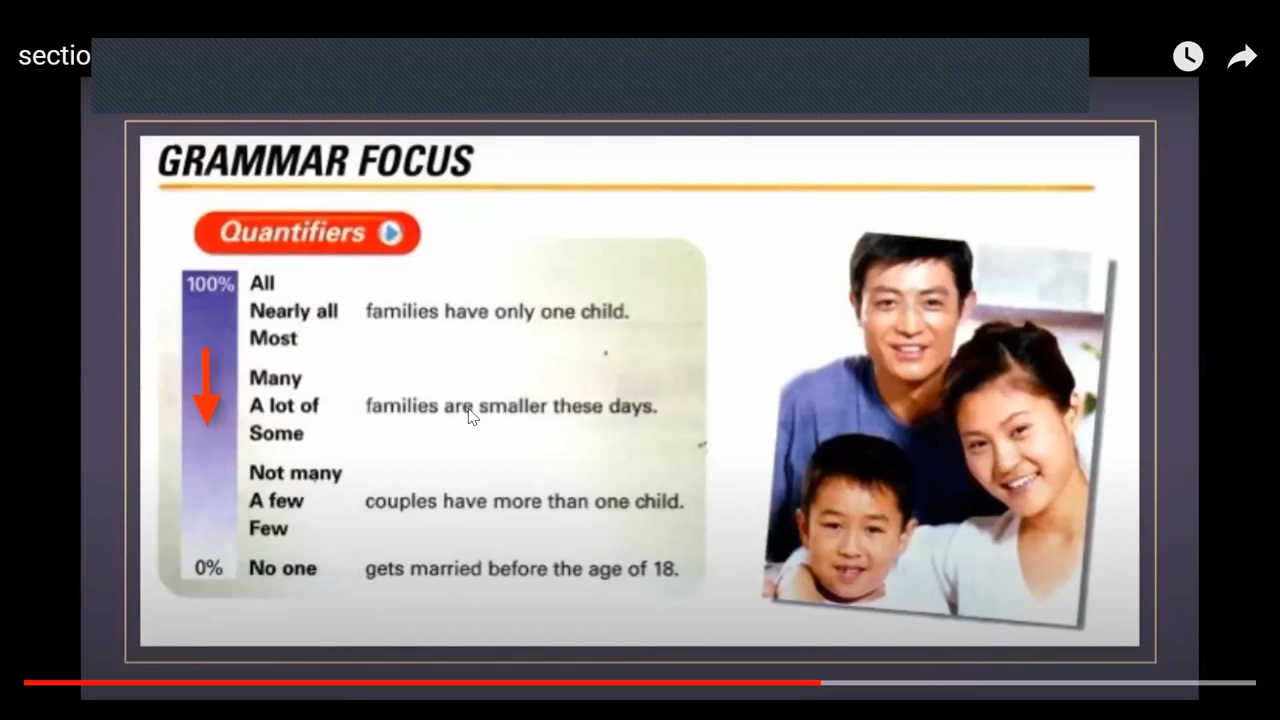 sectio
GRAMMAR FOCUS
Quantifiers
100% All
Nearly all families have only one child.
Most
Many
A lot of families are smaller these days.
Some
Not many
A few couples have more than one child.
Few
0% No one gets married before the age of 18.